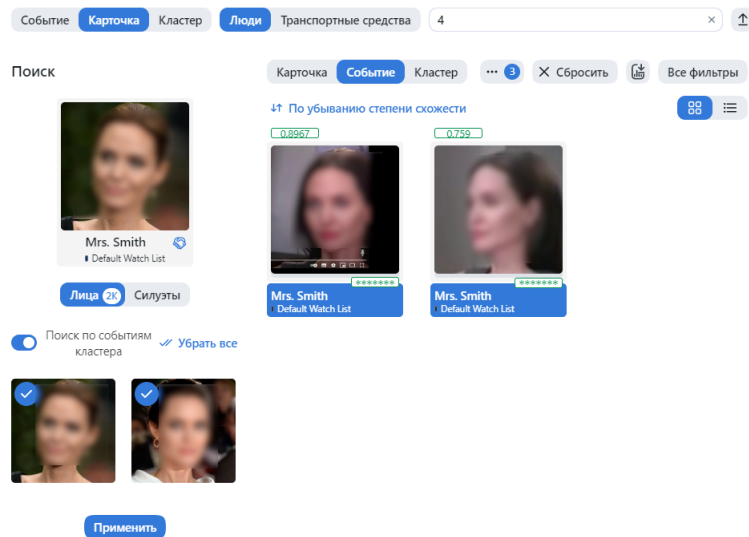 Событие Карточка Кластер Люди Транспортные средства 4
Поиск
Карточка Событие Кластер ... 3 Сбросить Все фильтры
По убыванию степени схожести
0.8967 0.759
Mrs. Smith
Default Watch List
Лица 2К Силуэты
******* *******
Mrs. Smith Mrs. Smith
Default Watch List Default Watch List
Поиск по событиям
кластера
Убрать все
Применить